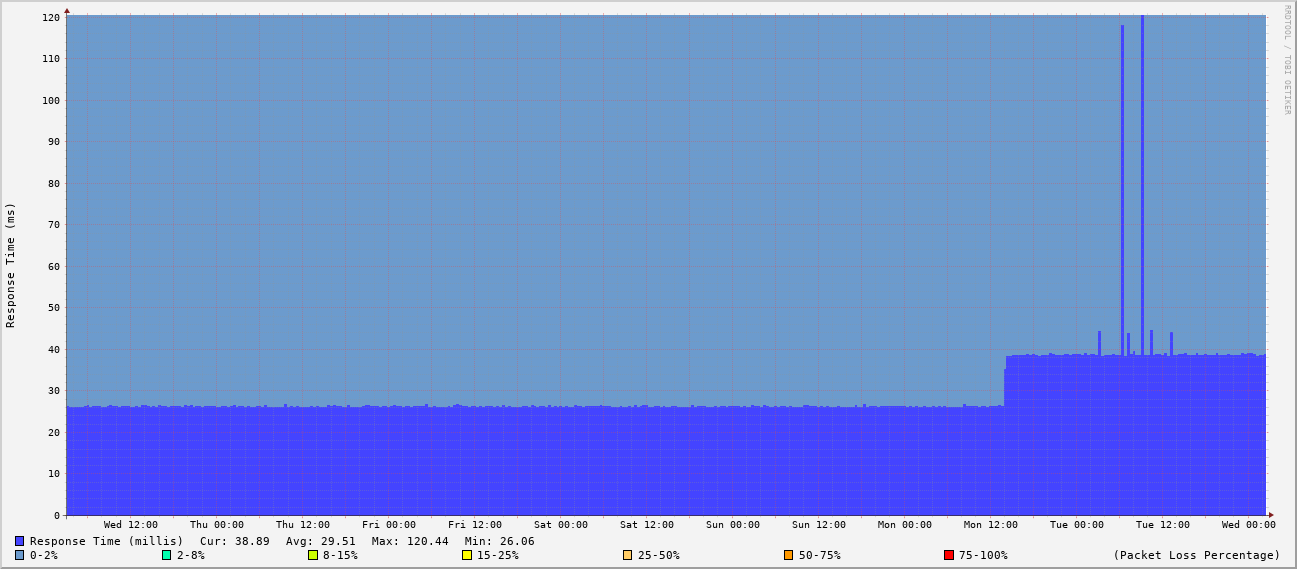 RRDTOOL / TOBI OETIKER
Response Time (ms)
120
110
100
90
80
70
60
50
40
30
20
10
0
Wed 12:00 Thu 00:00 Thu 12:00 Fri 00:00 Fri 12:00 Sat 00:00 Sat 12:00 Sun 00:00 Sun 12:00 Mon 00:00 Mon 12:00 Tue 00:00 Tue 12:00 Wed 00:00
Response Time (millis) Cur: 38.89 Avg: 29.51 Max: 120.44 Min: 26.06
0-2% 2-8% 8-15% 15-25% 25-50% 50-75% 75-100% (Packet Loss Percentage)